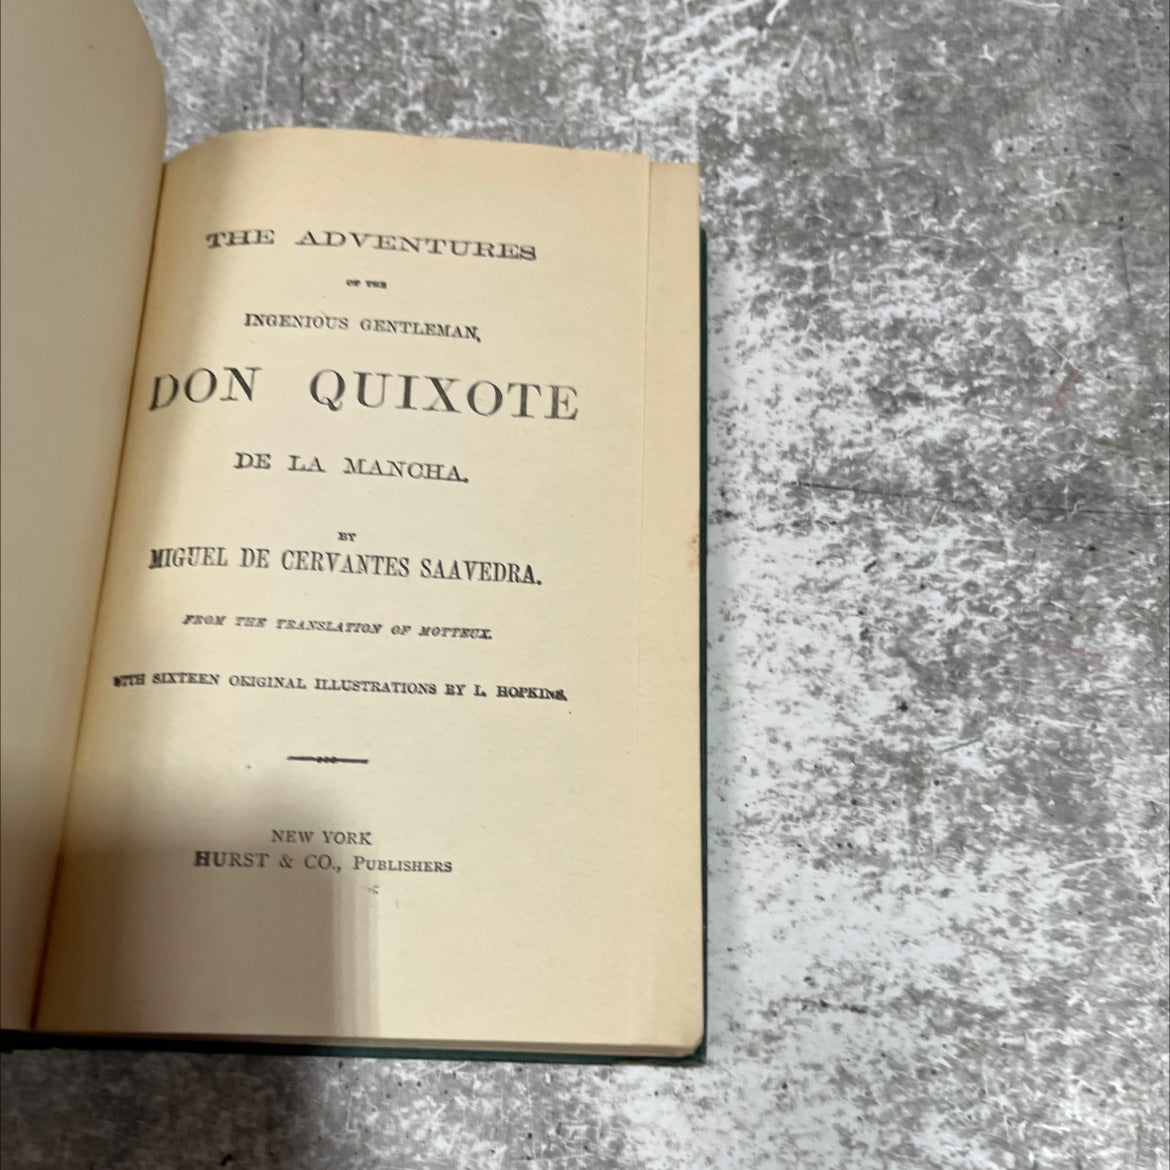 THE ADVENTURES
OF THE
INGENIOUS GENTLEMAN,
DON QUIXOTE
DE LA MANCHA.
BY
MIGUEL DE CERVANTES SAAVEDRA.
FROM THE TRANSLATION OF MOTTEUX.
WITH SIXTEEN ORIGINAL ILLUSTRATIONS BY L. HOPKINS.
NEW YORK
HURST & CO., PUBLISHERS